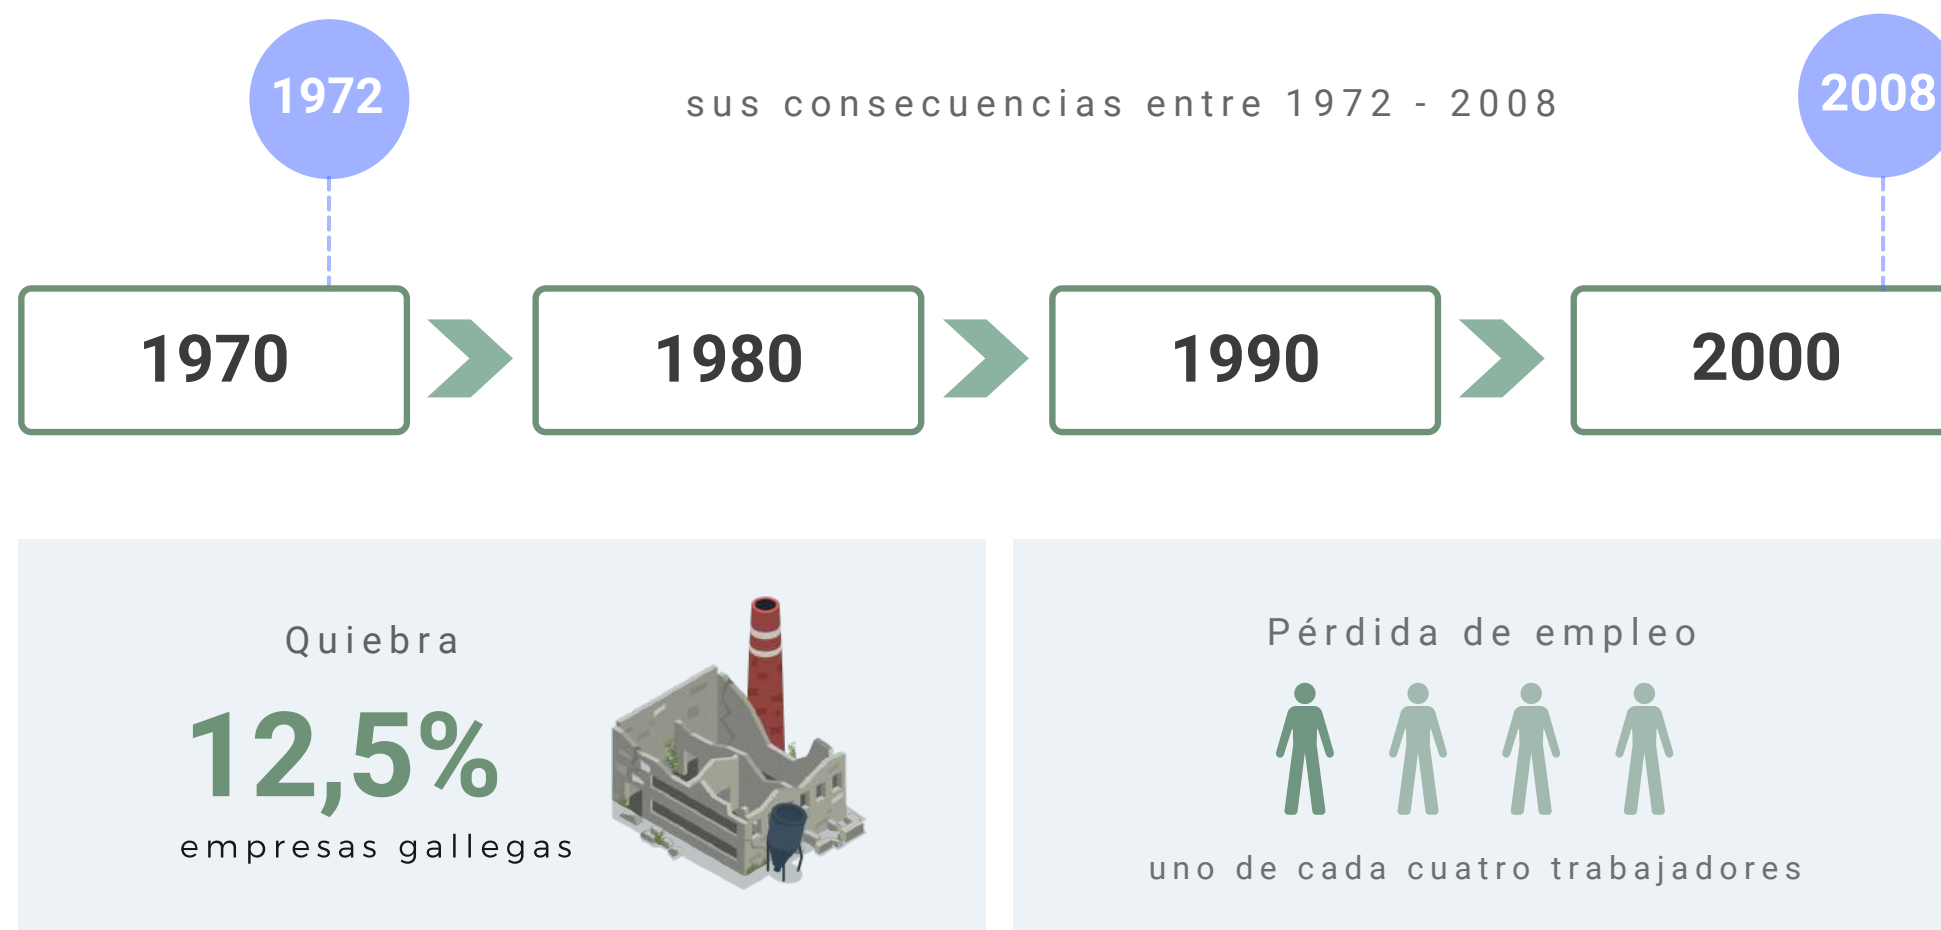 1972
sus consecuencias entre 1972 - 2008
2008
1970
1980
1990
2000
Quiebra
12,5%
empresas gallegas
Pérdida de empleo
uno de cada cuatro trabajadores